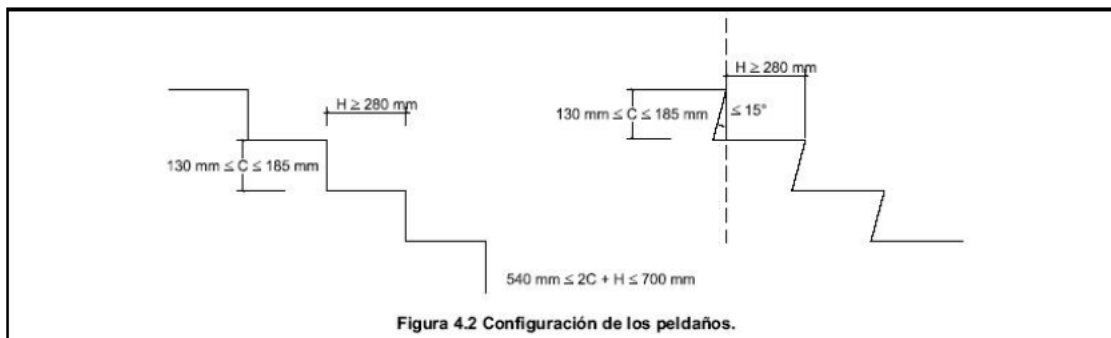 H ≥ 280 mm
130 mm ≤ C ≤ 185 mm
H ≥ 280 mm
130 mm ≤ C ≤ 185 mm
≤ 15°
540 mm ≤ 2C + H ≤ 700 mm
Figura 4.2 Configuración de los peldaños.